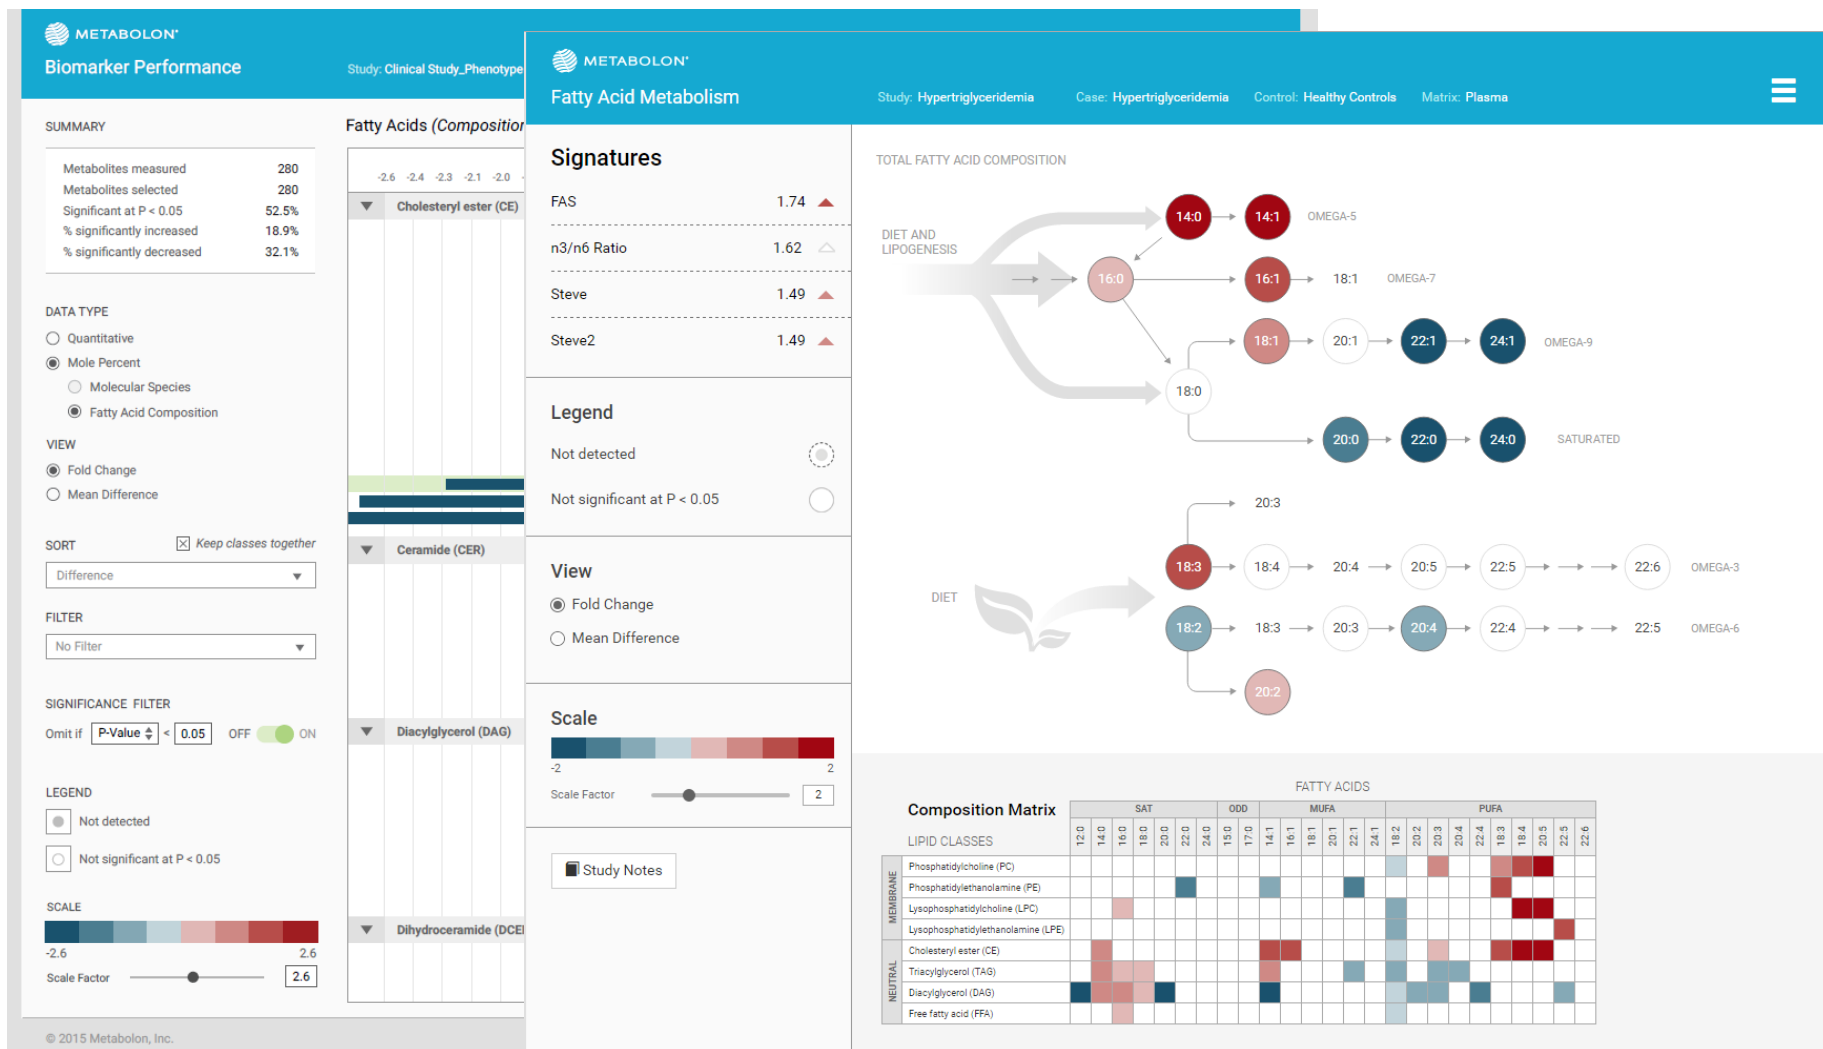 METABOLON
Biomarker Performance
Study: Clinical Study_Phenotype
SUMMARY
Metabolites measured 280
Metabolites selected 280
Significant at P < 0.05 52.5%
% significantly increased 18.9%
% significantly decreased 32.1%
DATA TYPE
Quantitative
Mole Percent
Molecular Species
Fatty Acid Composition
VIEW
Fold Change
Mean Difference
SORT Keep classes together
Difference
FILTER
No Filter
SIGNIFICANCE FILTER
Omit if P-Value < 0.05 OFF ON
LEGEND
Not detected
Not significant at P < 0.05
SCALE
-2.6 2.6
Scale Factor 2.6
© 2015 Metabolon, Inc.
Fatty Acids (Composition
-2.6 -2.4 -2.3 -2.1 -2.0
Cholesteryl ester (CE)
Ceramide (CER)
Diacylglycerol (DAG)
Dihydroceramide (DCE
METABOLON
Fatty Acid Metabolism
Study: Hypertriglyceridemia Case: Hypertriglyceridemia Control: Healthy Controls Matrix: Plasma
Signatures
FAS 1.74
n3/n6 Ratio 1.62
Steve 1.49
Steve2 1.49
Legend
Not detected
Not significant at P < 0.05
View
Fold Change
Mean Difference
Scale
-2 2
Scale Factor 2
Study Notes
TOTAL FATTY ACID COMPOSITION
DIET AND
LIPOGENESIS
14:0 14:1 OMEGA-5
16:0 16:1 18:1 OMEGA-7
18:1 20:1 22:1 24:1 OMEGA-9
18:0
20:0 22:0 24:0 SATURATED
20:3
18:3 18:4 20:4 20:5 22:5 22:6 OMEGA-3
DIET
18:2 18:3 20:3 20:4 22:4 22:5 OMEGA-6
20:2
FATTY ACIDS
Composition Matrix SAT ODD MUFA PUFA
LIPID CLASSES 12:0 14:0 16:0 18:0 20:0 22:0 24:0 15:0 17:0 14:1 16:1 18:1 20:1 22:1 24:1 18:2 20:2 20:3 20:4 22:4 18:3 18:4 20:5 22:5 22:6
MEMBRANE
Phosphatidylcholine (PC)
Phosphatidylethanolamine (PE)
Lysophosphatidylcholine (LPC)
Lysophosphatidylethanolamine (LPE)
NEUTRAL
Cholesteryl ester (CE)
Triacylglycerol (TAG)
Diacylglycerol (DAG)
Free fatty acid (FFA)